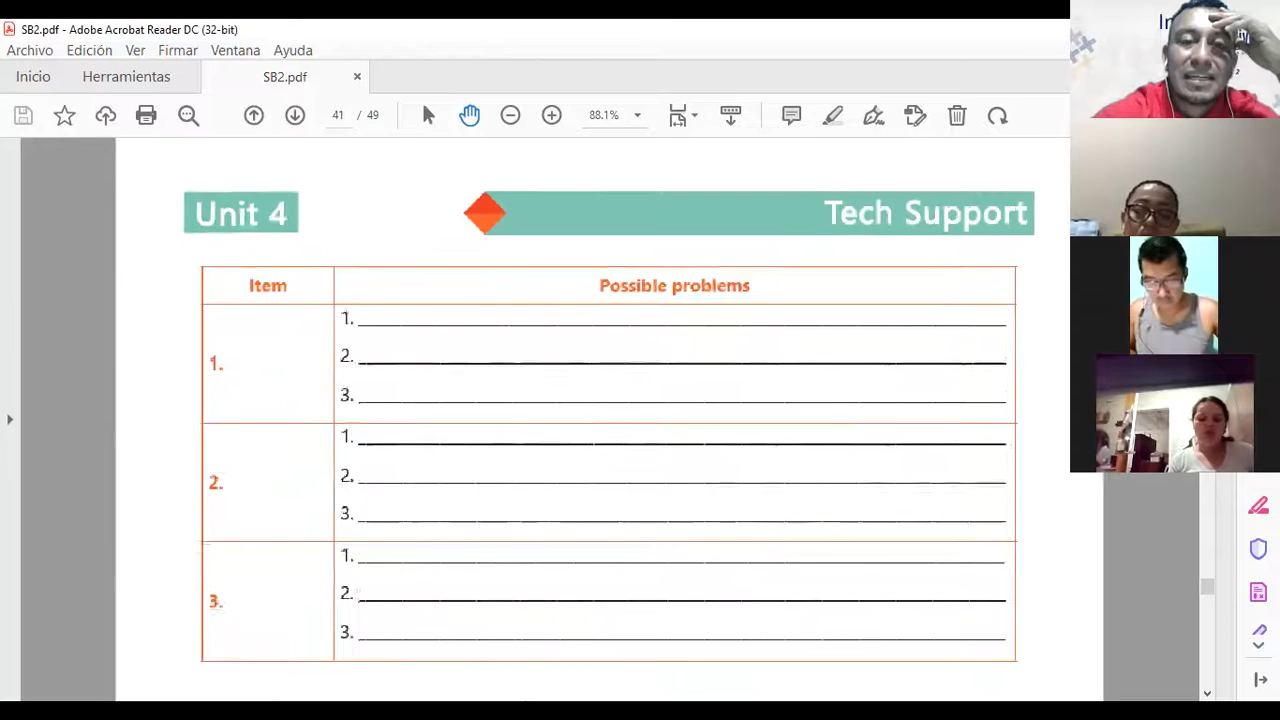 SB2.pdf - Adobe Acrobat Reader DC (32-bit)
Archivo Edición Ver Firmar Ventana Ayuda
Inicio Herramientas SB2.pdf ×
41 / 49 88.1%
Unit 4 Tech Support
Item Possible problems
1.
1.
2.
3.
2.
1.
2.
3.
3.
1.
2.
3.